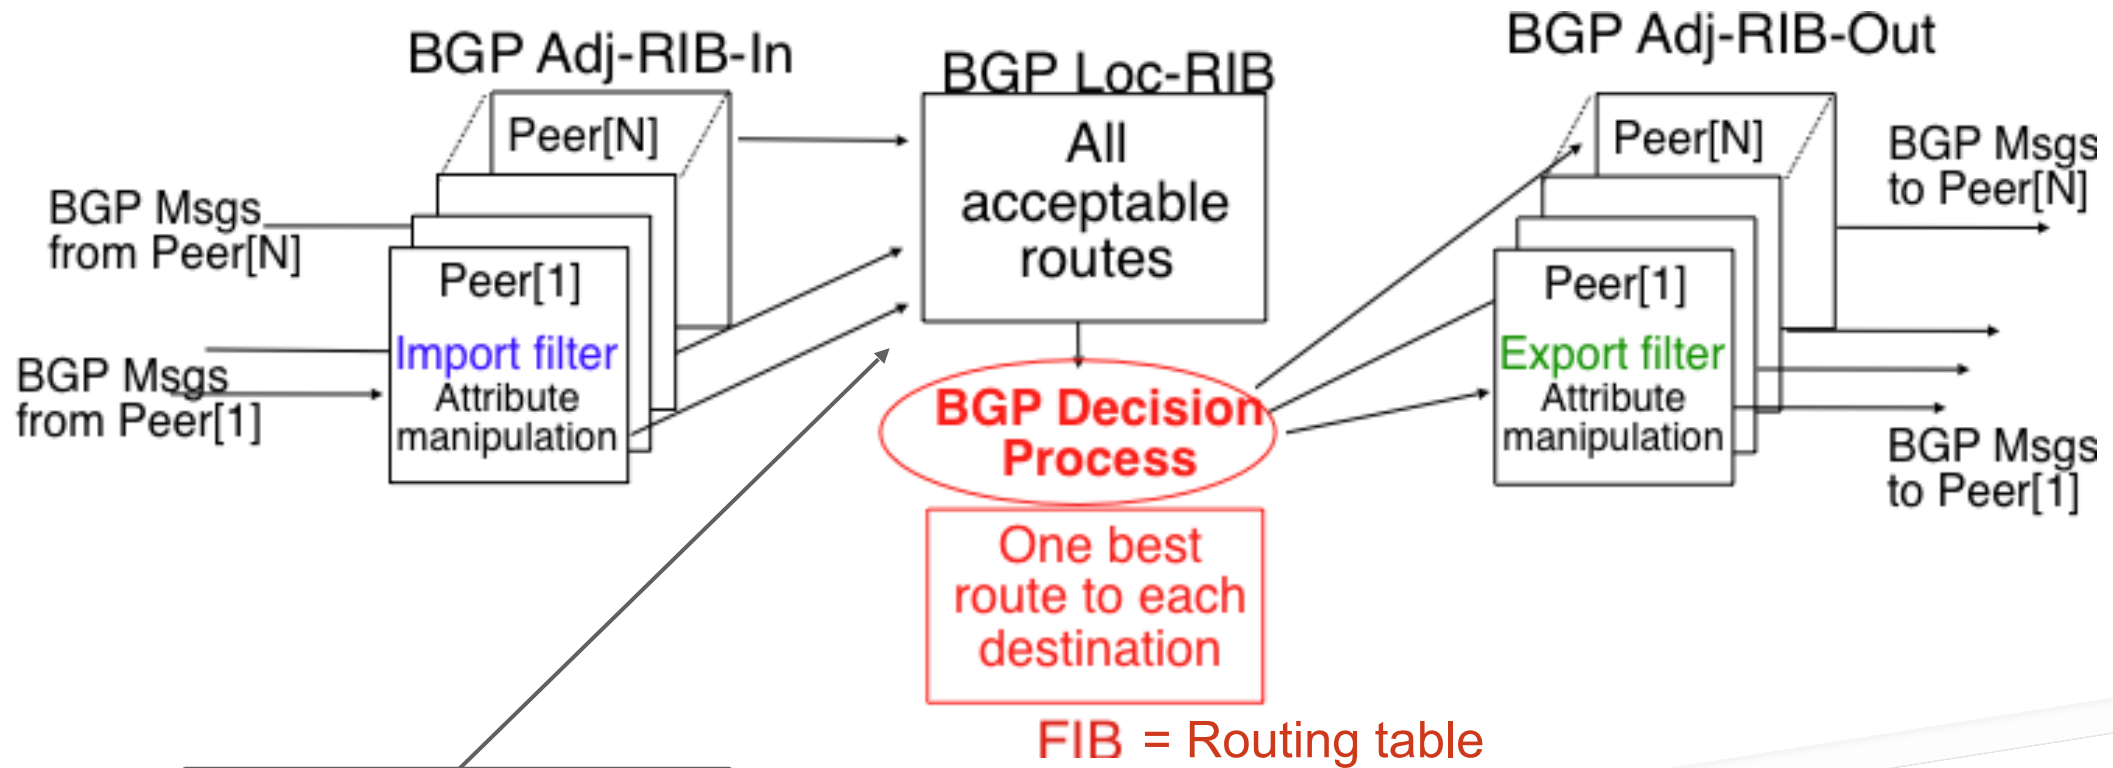 BGP Adj-RIB-In
BGP Loc-RIB
BGP Adj-RIB-Out
Peer[N]
BGP Msgs
from Peer[N]
Peer[1]
Import filter
Attribute
manipulation
BGP Msgs
from Peer[1]
All
acceptable
routes
BGP Decision
Process
One best
route to each
destination
FIB = Routing table
Peer[N]
BGP Msgs
to Peer[N]
Peer[1]
Export filter
Attribute
manipulation
BGP Msgs
to Peer[1]